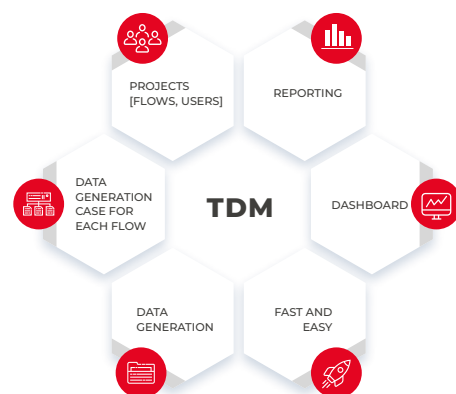 PROJECTS
[FLOWS, USERS]
REPORTING
DATA
GENERATION
CASE FOR
EACH FLOW
TDM
DASHBOARD
DATA
GENERATION
FAST AND
EASY